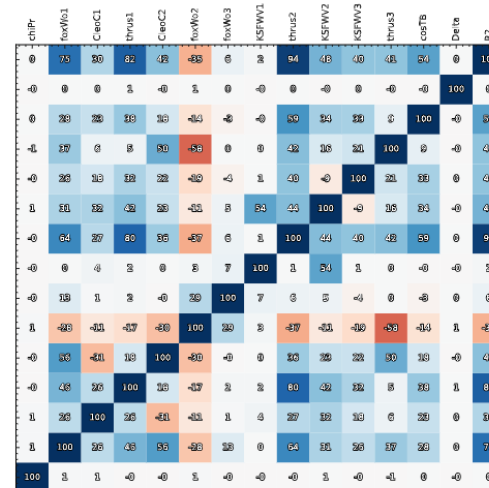 chiPr foxWo1 CleoC1 thrus1 CleoC2 foxWo2 foxWo3 KSFWV1 thrus2 KSFWV2 KSFWV3 thrus3 cosTB Delta R2
0 75 30 82 42 -35 6 2 94 48 40 41 54 0 10
-0 0 0 1 -0 1 0 -0 0 0 -0 -0 0 100
0 28 23 38 18 -14 -3 -0 59 34 33 9 100 -0
-1 37 6 5 50 -58 0 0 42 16 21 100 9 -0
-0 26 18 32 22 -19 -4 1 40 -9 100 21 33 0
1 31 32 42 23 -11 5 54 44 100 -9 16 34 -0
-0 64 27 80 36 -37 6 1 100 44 40 42 59 0 9
0 0 4 2 0 3 7 100 1 54 1 0 -0 -0
-0 13 1 2 -0 29 100 7 6 5 -4 0 -3 0
1 -28 -11 -17 -30 100 29 3 -37 -11 -19 -58 -14 1
-0 56 -31 18 100 -30 -0 0 36 23 22 50 18 -0
-0 46 26 100 18 -17 2 2 80 42 32 5 38 1 8
1 26 100 26 -31 -11 1 4 27 32 18 6 23 0
1 100 26 46 56 -28 13 0 64 31 26 37 28 0 7
100 1 1 -0 -0 1 -0 0 -0 1 -0 -1 0 -0